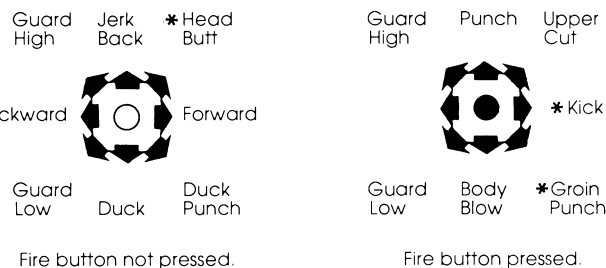 Guard High
Jerk Back
* Head Butt
ckward
Forward
Guard Low
Duck
Duck Punch
Fire button not pressed.
Guard High
Punch
Upper Cut
* Kick
Guard Low
Body Blow
* Groin Punch
Fire button pressed.